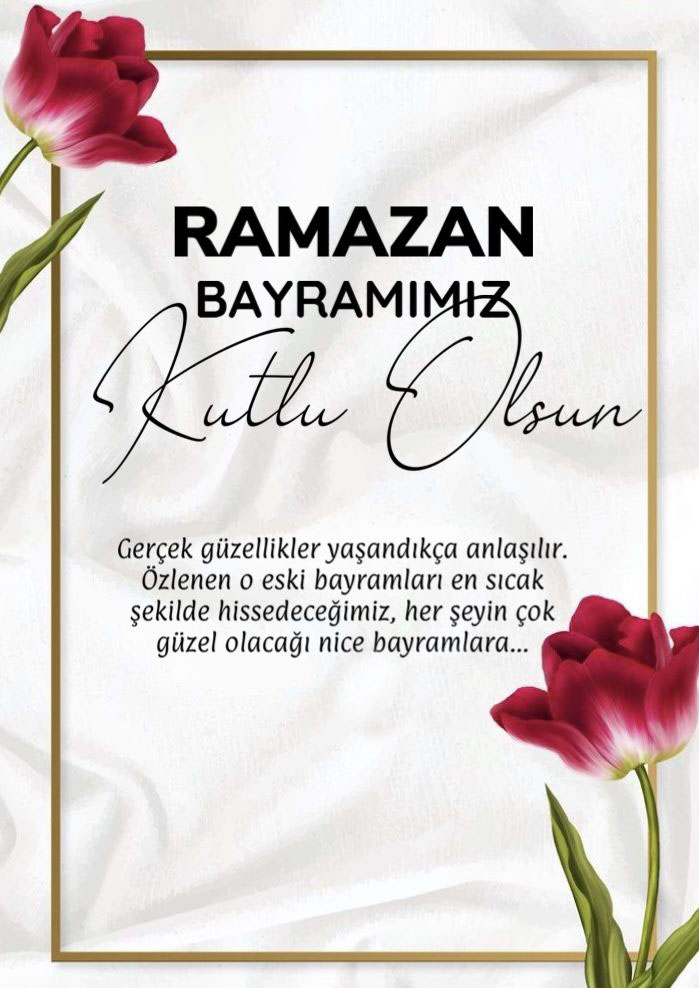 RAMAZAN
BAYRAMIMIZ
Kutlu Olsun
Gerçek güzellikler yaşandıkça anlaşılır.
Özlenen o eski bayramları en sıcak
şekilde hissedeceğimiz, her şeyin çok
güzel olacağı nice bayramlara...